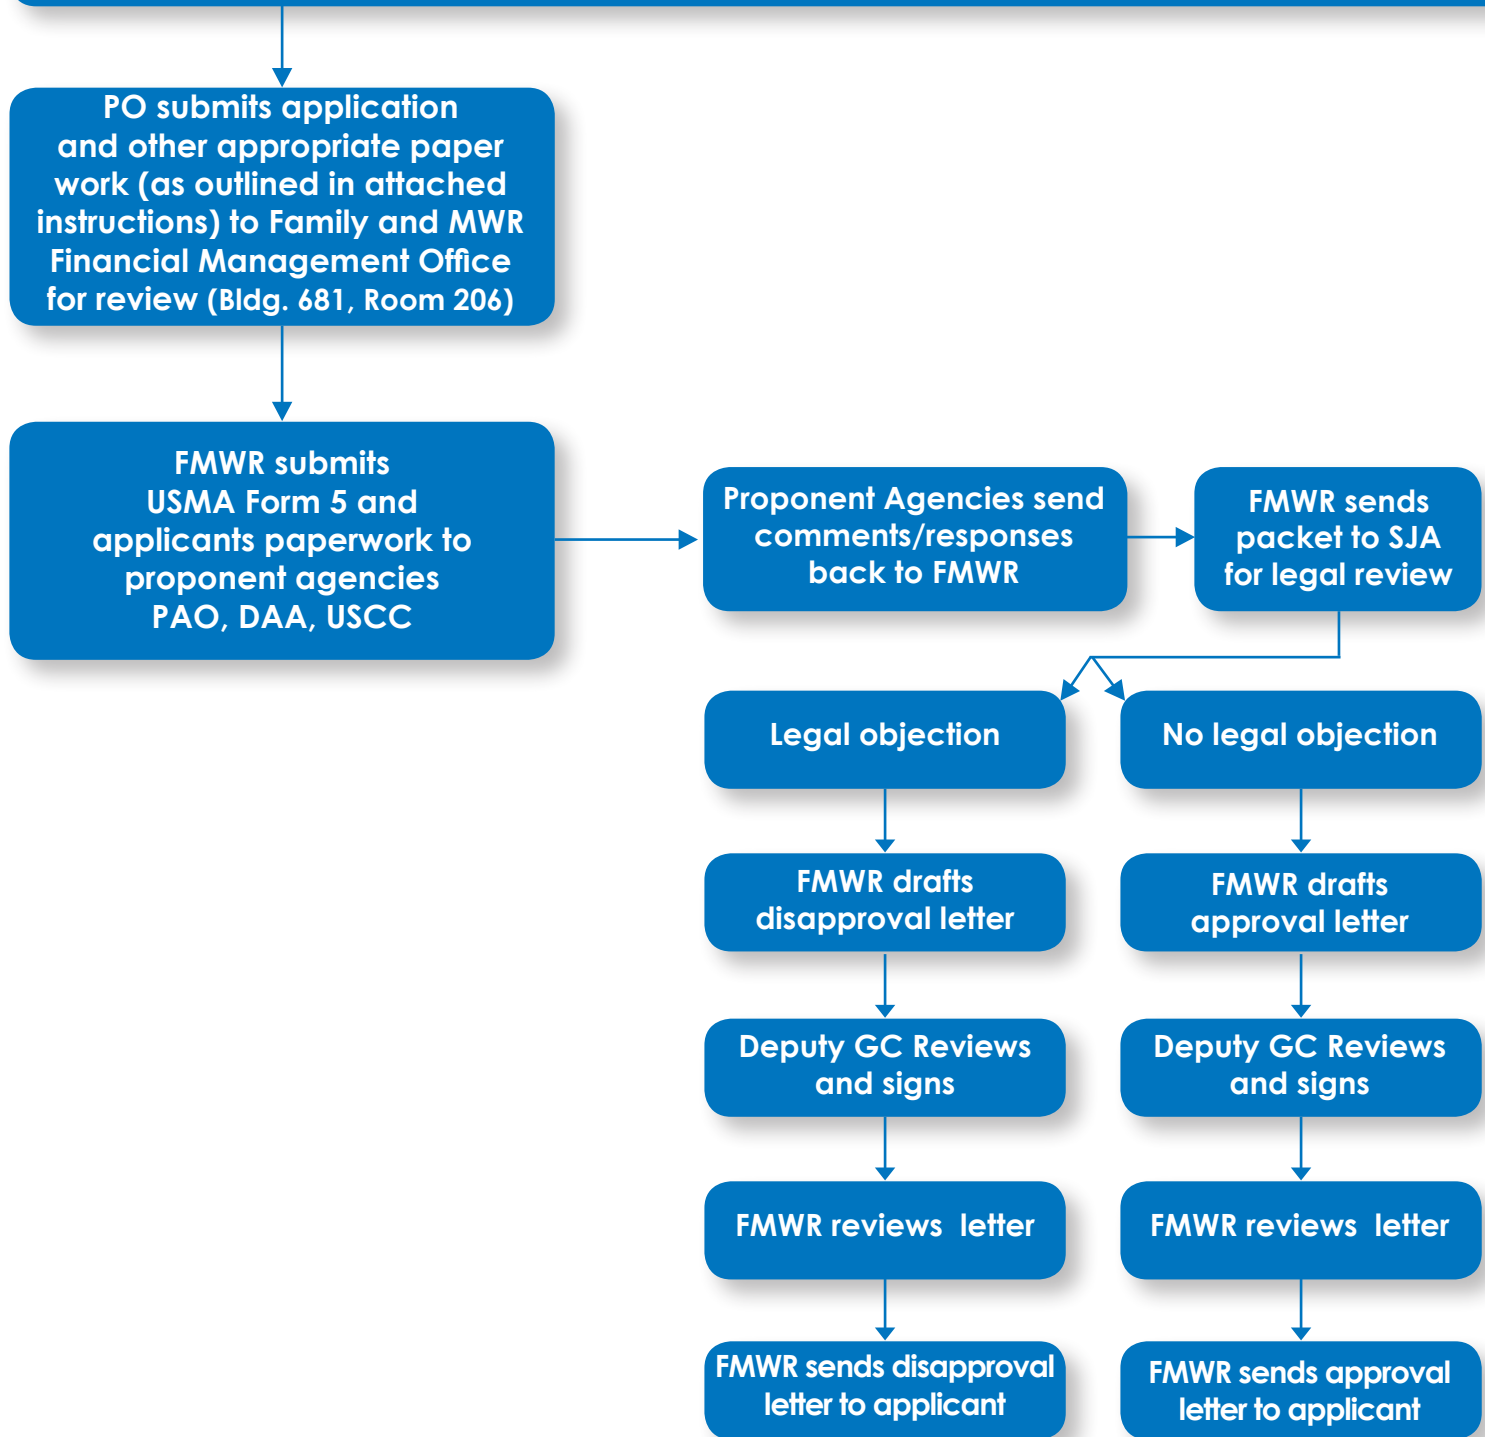 PO submits application
and other appropriate paper
work (as outlined in attached
instructions) to Family and MWR
Financial Management Office
for review (Bldg. 681, Room 206)
FMWR submits
USMA Form 5 and
applicants paperwork to
proponent agencies
PAO, DAA, USCC
Proponent Agencies send
comments/responses
back to FMWR
FMWR sends
packet to SJA
for legal review
Legal objection
No legal objection
FMWR drafts
disapproval letter
FMWR drafts
approval letter
Deputy GC Reviews
and signs
Deputy GC Reviews
and signs
FMWR reviews  letter
FMWR reviews  letter
FMWR sends disapproval
letter to applicant
FMWR sends approval
letter to applicant